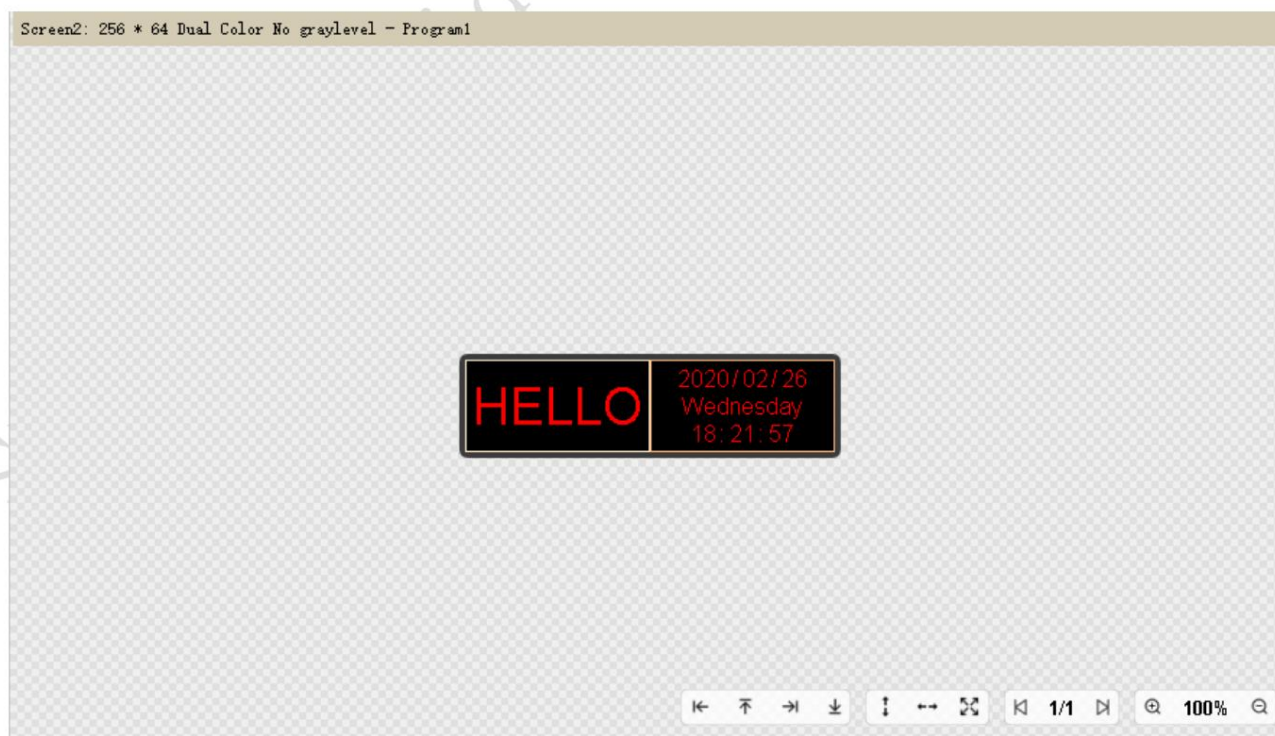 Screen2: 256 * 64 Dual Color No graylevel - Program1
HELLO
2020/02/26
Wednesday
18:21:57
1/1
100%